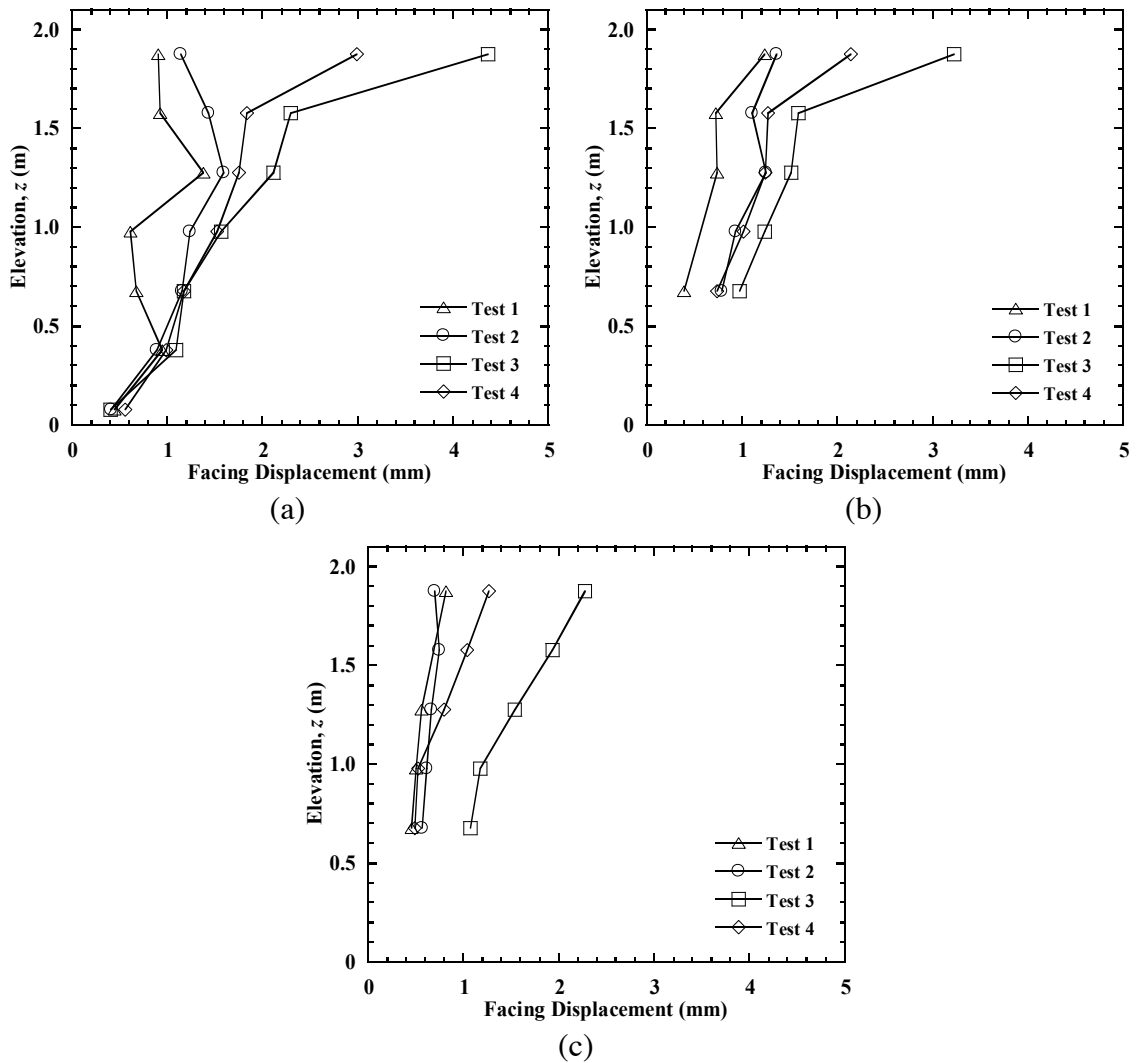 2.0
1.5
1.0
0.5
0
Elevation, z (m)
Test 1
Test 2
Test 3
Test 4
0 1 2 3 4 5
Facing Displacement (mm)
(a)
2.0
1.5
1.0
0.5
0
Elevation, z (m)
Test 1
Test 2
Test 3
Test 4
0 1 2 3 4 5
Facing Displacement (mm)
(b)
2.0
1.5
1.0
0.5
0
Elevation, z (m)
Test 1
Test 2
Test 3
Test 4
0 1 2 3 4 5
Facing Displacement (mm)
(c)